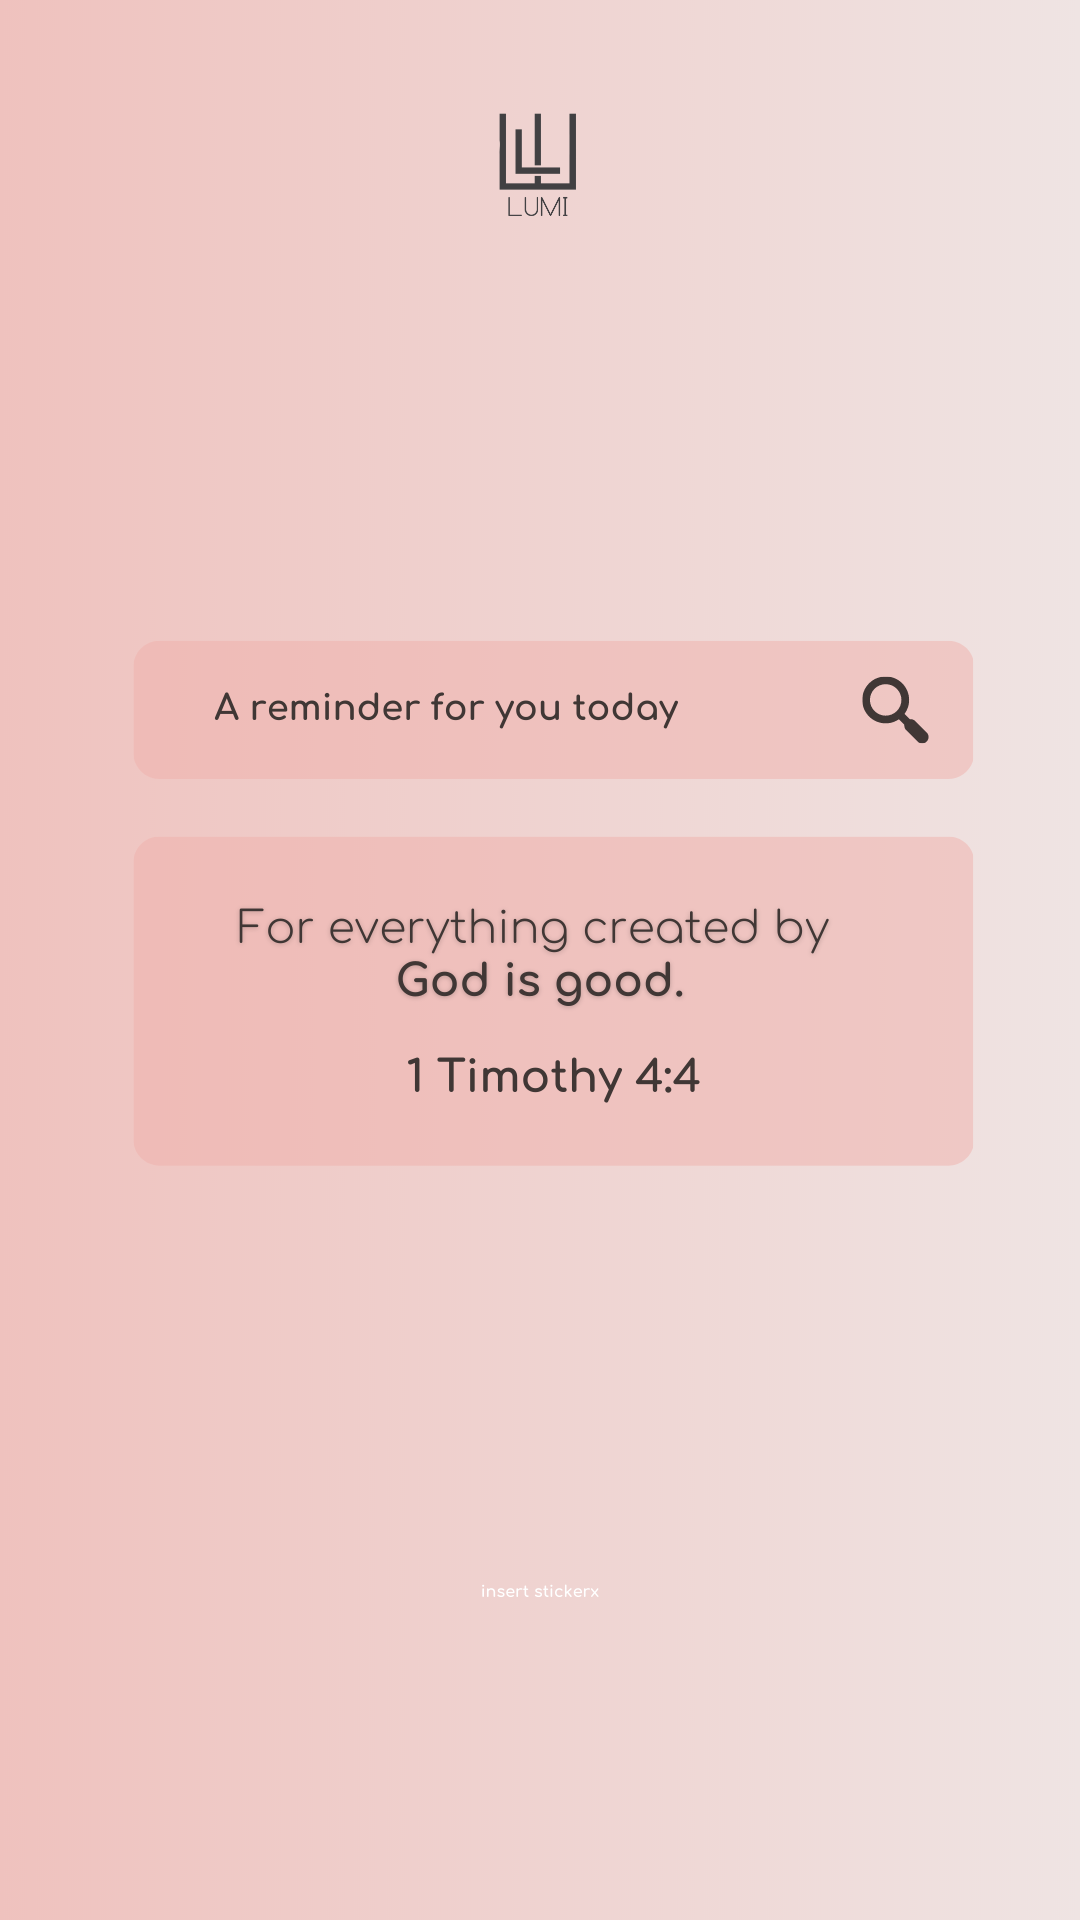 LUMI
A reminder for you today
For everything created by
God is good.
1 Timothy 4:4
insert stickerx